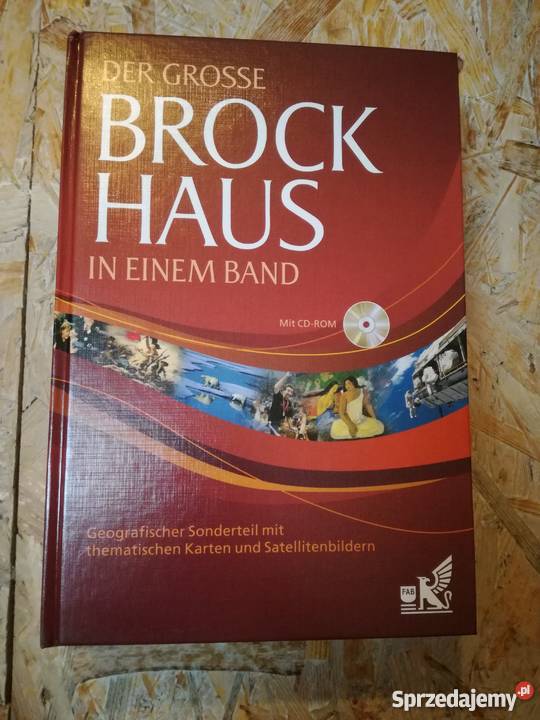 DER GROSSE
BROCK
HAUS
IN EINEM BAND
Mit CD-ROM
Geografischer Sonderteil mit
thematischen Karten und Satellitenbildern
FAB
Sprzedajemy.pl